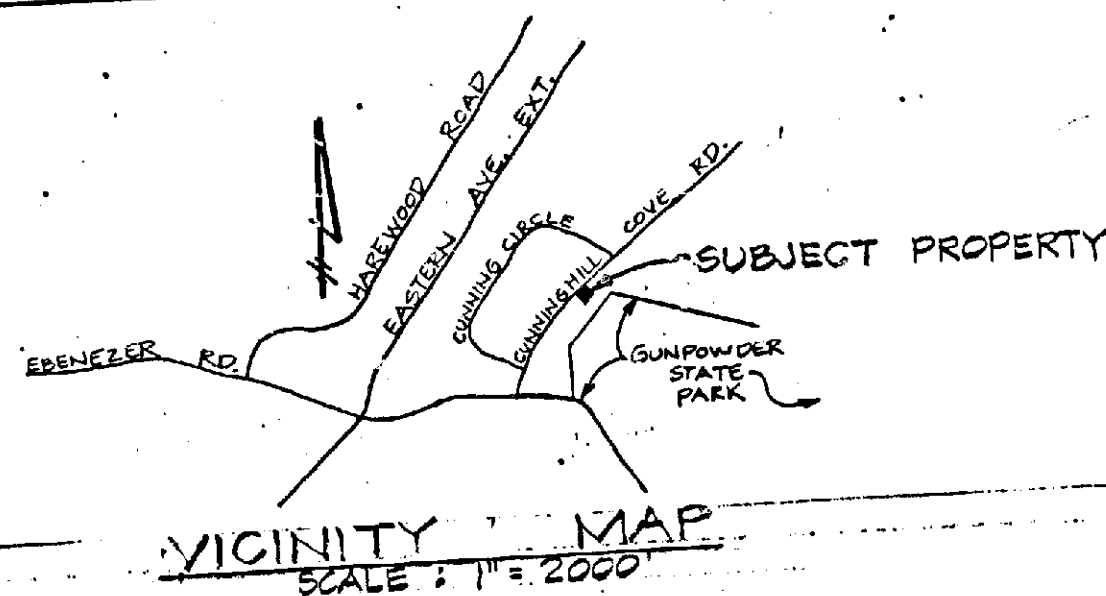 HAREWOOD ROAD
EASTERN AVE. EXT.
CUNNING CIRCLE
CUNNINGHILL COVE RD.
SUBJECT PROPERTY
EBENEZER RD.
GUNPOWDER
STATE
PARK
VICINITY MAP
SCALE : 1" = 2000'